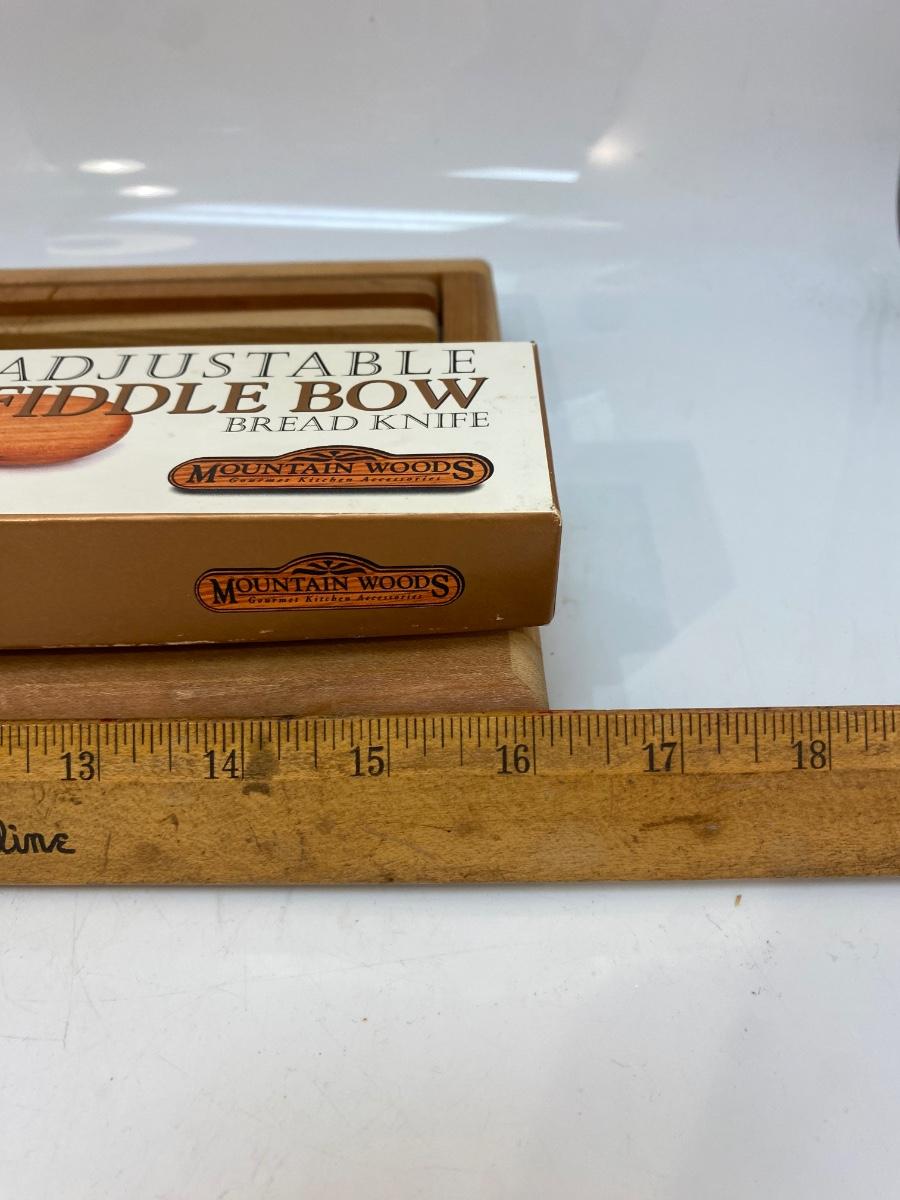 ADJUSTABLE
FIDDLE BOW
BREAD KNIFE
MOUNTAIN WOODS
Gourmet Kitchen Accessories
MOUNTAIN WOODS
Gourmet Kitchen Accessories
13 14 15 16 17 18
line